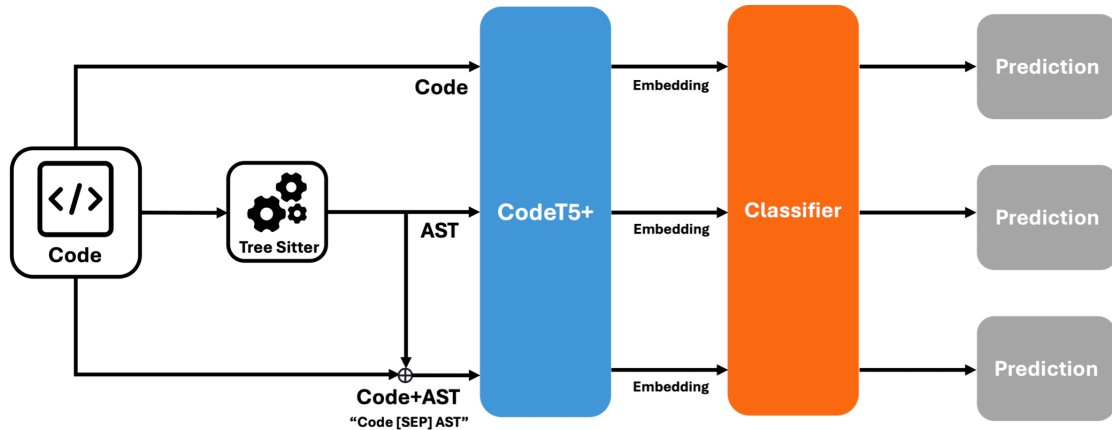 Code
Embedding
Prediction
</>
Code
Tree Sitter
AST
CodeT5+
Embedding
Classifier
Prediction
Code+AST
“Code [SEP] AST”
Embedding
Prediction